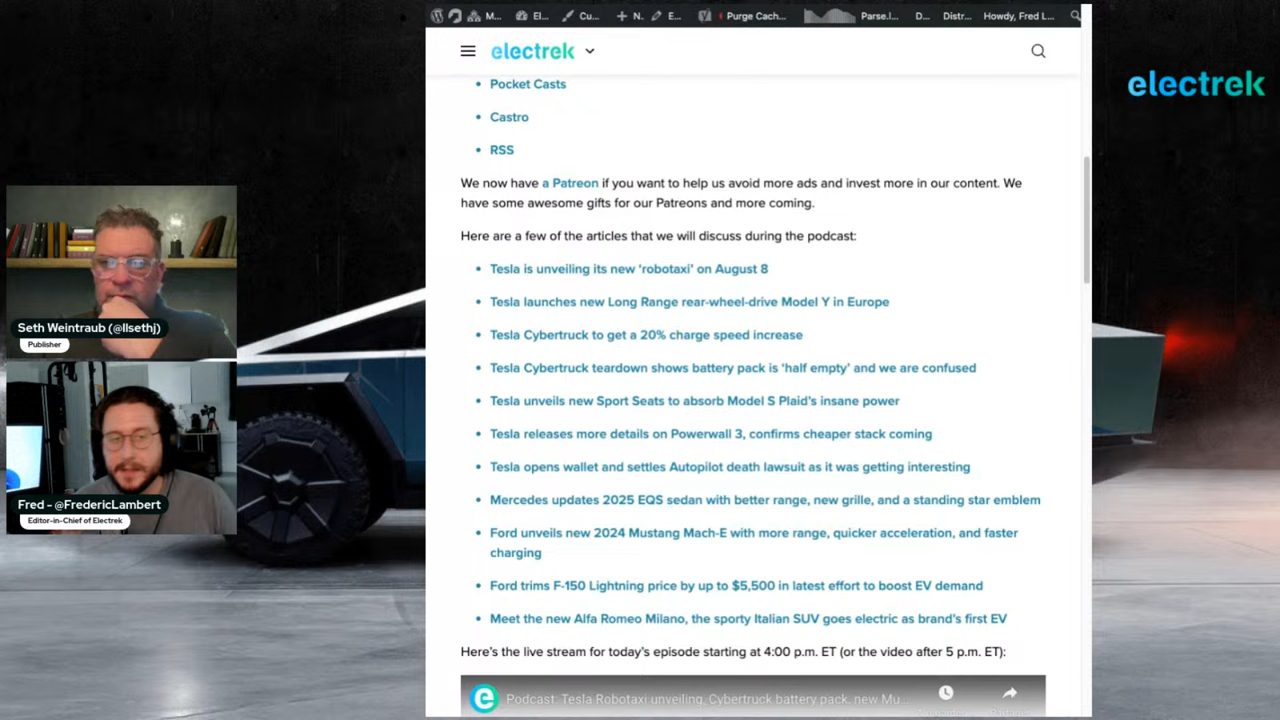 M...
El...
Cu...
N.
E...
Purge Cach...
Parse.l...
D...
Distr...
Howdy, Fred L...
electrek
electrek
Pocket Casts
Castro
RSS
We now have a Patreon if you want to help us avoid more ads and invest more in our content. We
have some awesome gifts for our Patreons and more coming.
Here are a few of the articles that we will discuss during the podcast:
Tesla is unveiling its new ‘robotaxi’ on August 8
Tesla launches new Long Range rear-wheel-drive Model Y in Europe
Tesla Cybertruck to get a 20% charge speed increase
Tesla Cybertruck teardown shows battery pack is ‘half empty’ and we are confused
Tesla unveils new Sport Seats to absorb Model S Plaid’s insane power
Tesla releases more details on Powerwall 3, confirms cheaper stack coming
Tesla opens wallet and settles Autopilot death lawsuit as it was getting interesting
Mercedes updates 2025 EQS sedan with better range, new grille, and a standing star emblem
Ford unveils new 2024 Mustang Mach-E with more range, quicker acceleration, and faster
charging
Ford trims F-150 Lightning price by up to $5,500 in latest effort to boost EV demand
Meet the new Alfa Romeo Milano, the sporty Italian SUV goes electric as brand’s first EV
Here’s the live stream for today’s episode starting at 4:00 p.m. ET (or the video after 5 p.m. ET):
Podcast: Tesla Robotaxi unveiling, Cybertruck battery pack, new Mu...
Seth Weintraub (@llsethj)
Publisher
Fred - @FredericLambert
Editor-in-Chief of Electrek